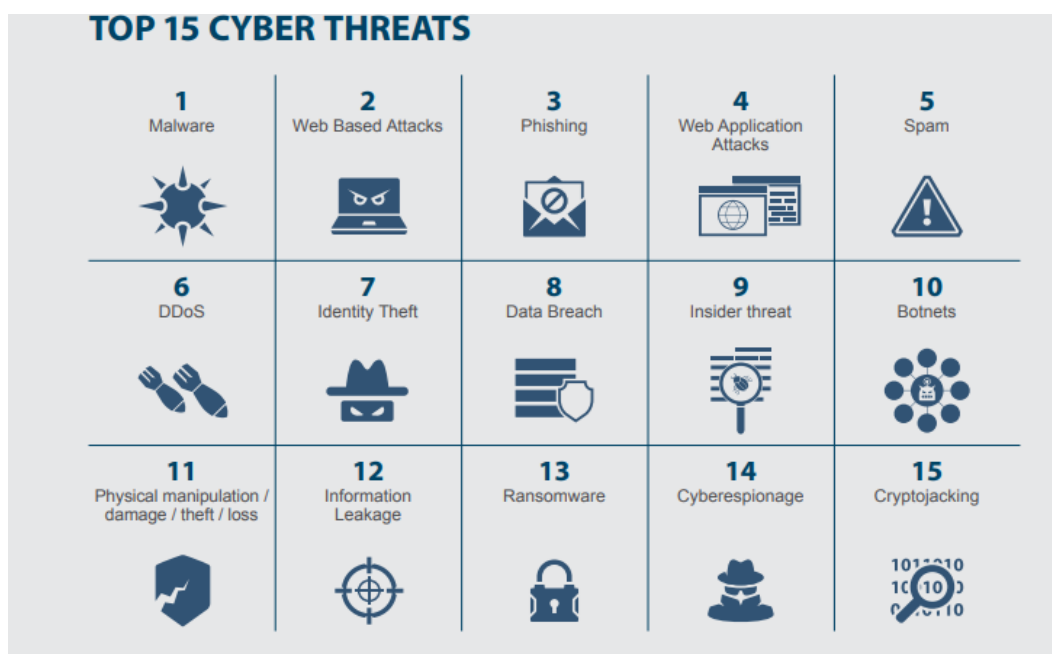 TOP 15 CYBER THREATS
1
Malware
2
Web Based Attacks
3
Phishing
4
Web Application
Attacks
5
Spam
6
DDoS
7
Identity Theft
8
Data Breach
9
Insider threat
10
Botnets
11
Physical manipulation /
damage / theft / loss
12
Information
Leakage
13
Ransomware
14
Cyberespionage
15
Cryptojacking